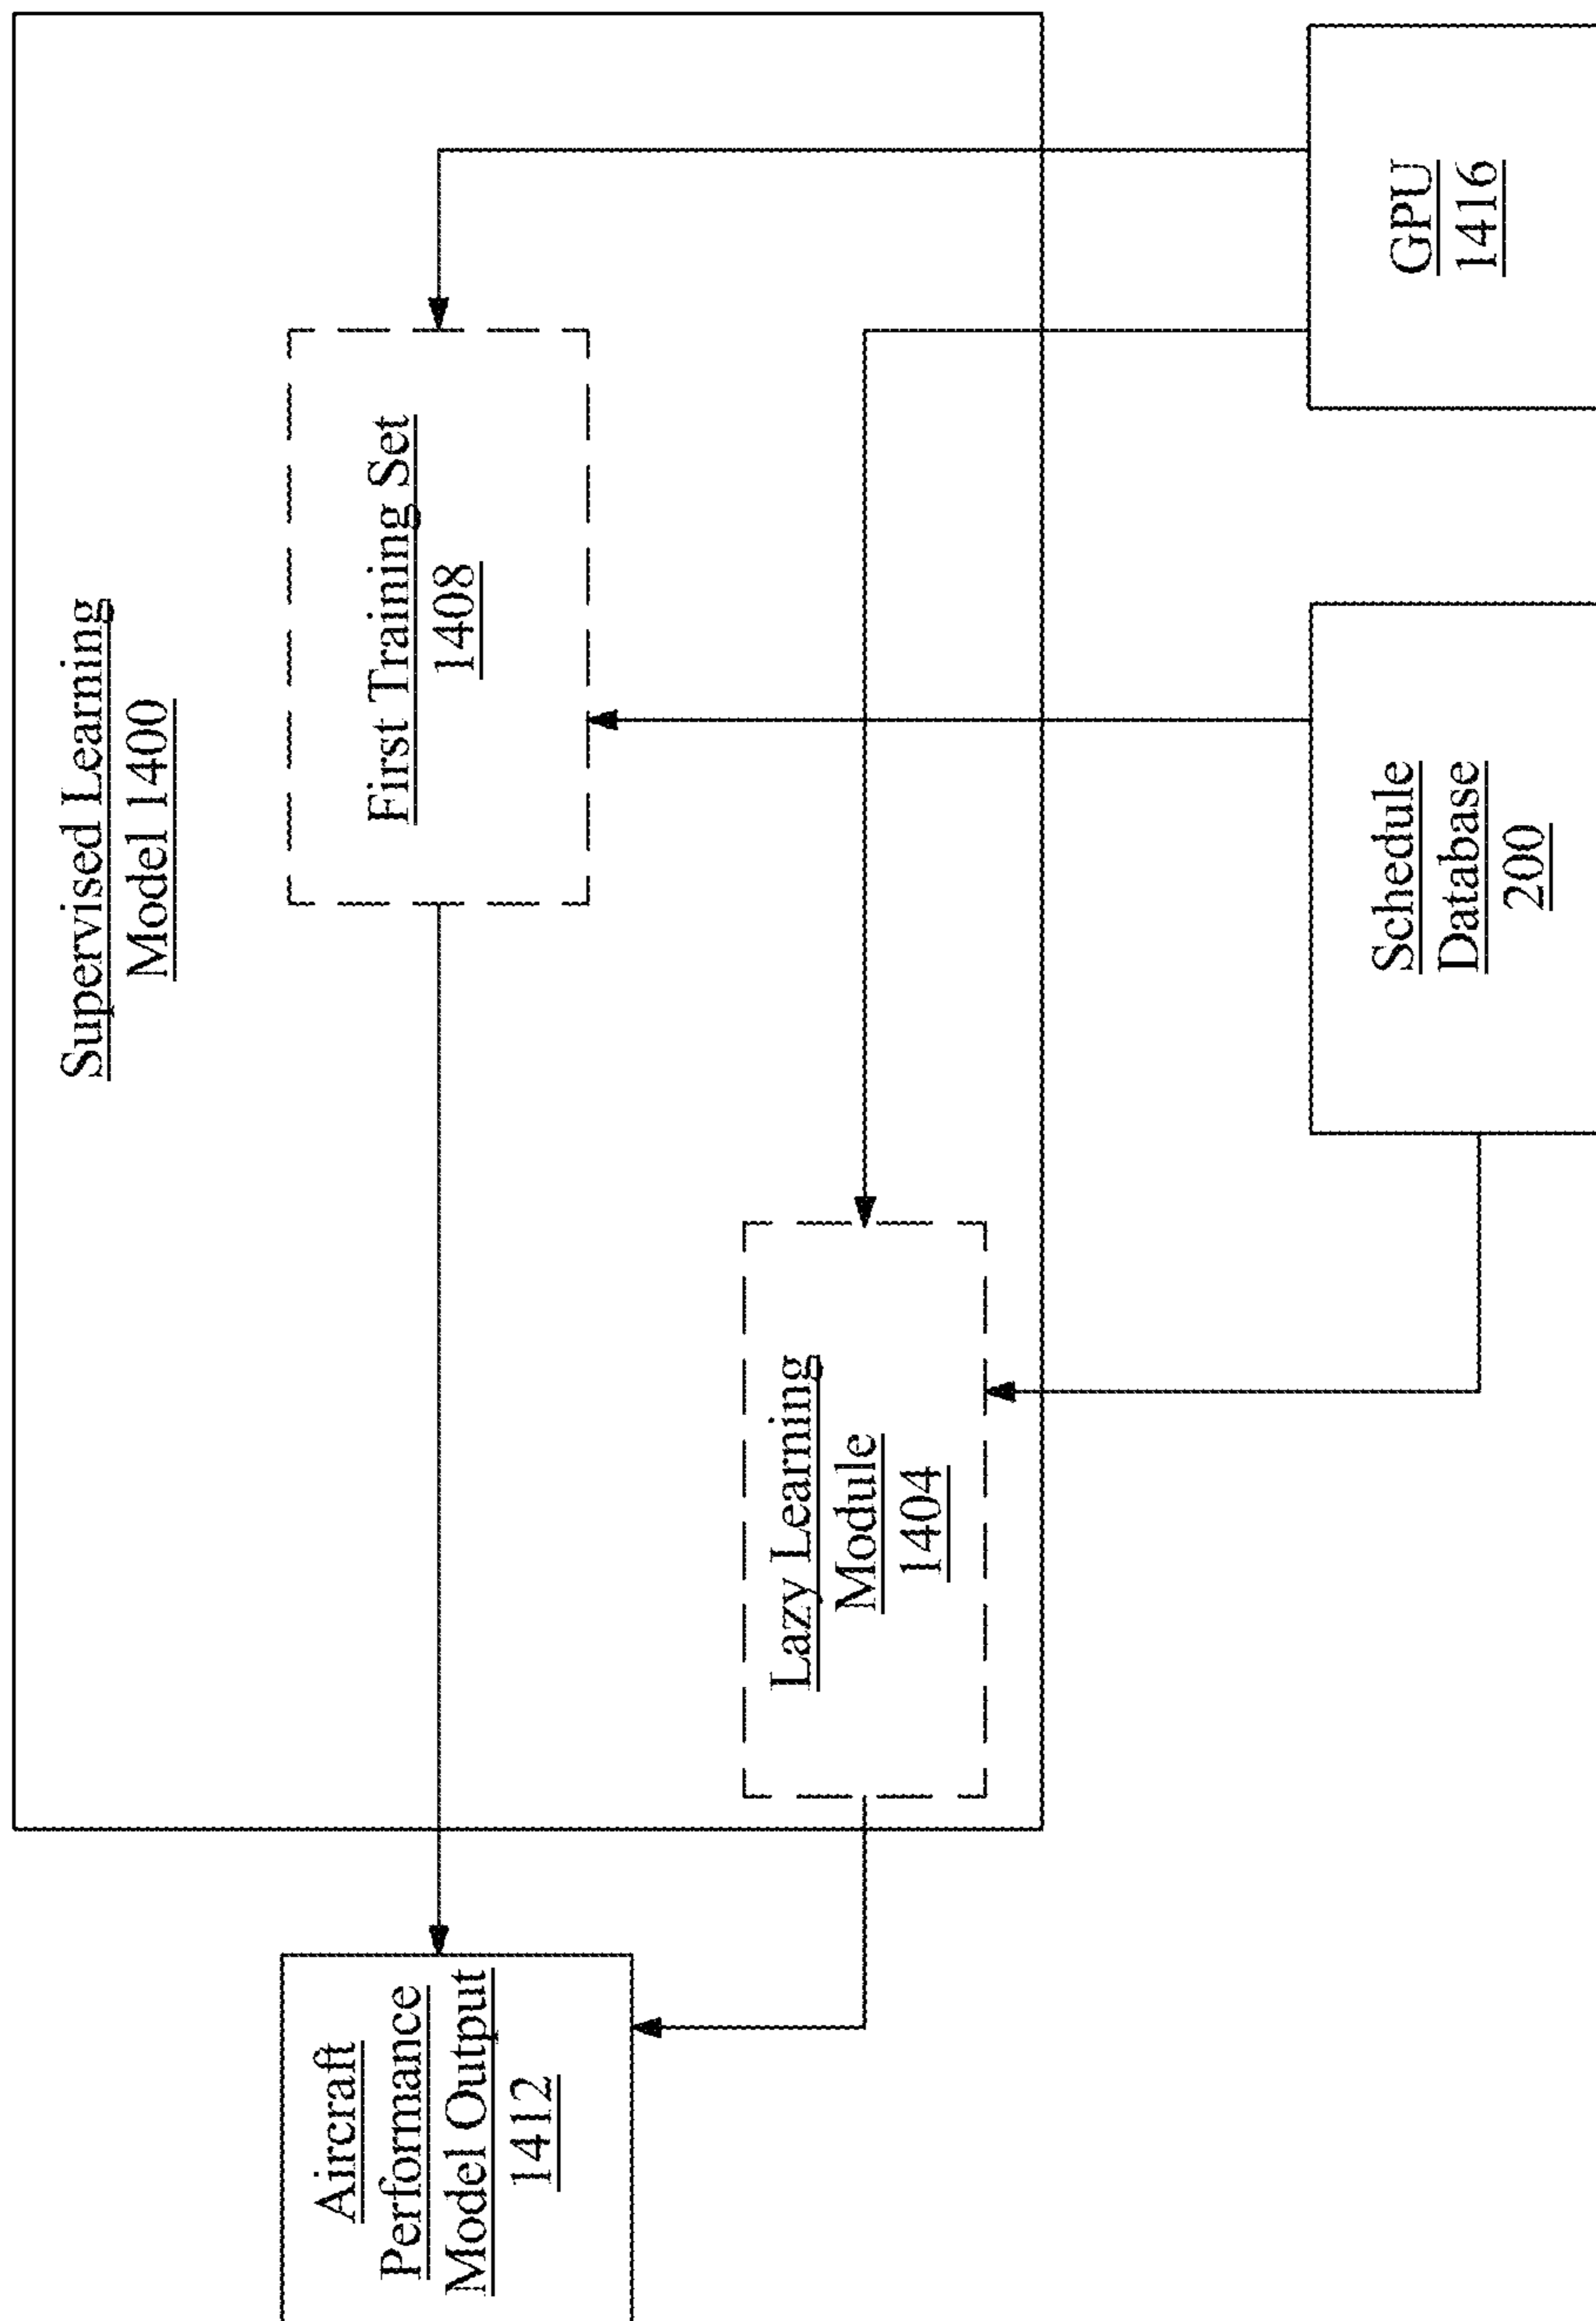 Supervised Learning
Model 1400
Aircraft
Performance
Model Output
1412
First Training Set
1408
Lazy Learning
Module
1404
Schedule
Database
200
GPU
1416